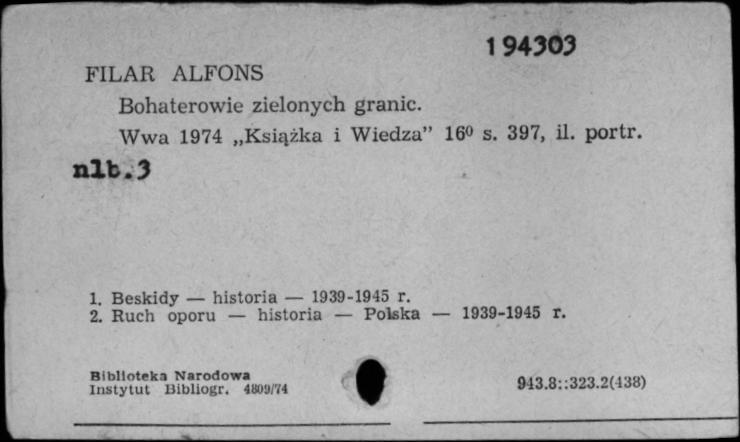 194303
FILAR ALFONS
Bohaterowie zielonych granic.
Wwa 1974 „Książka i Wiedza” 16⁰ s. 397, il. portr.
nlb.3
1. Beskidy — historia — 1939-1945 r.
2. Ruch oporu — historia — Polska — 1939-1945 r.
Biblioteka Narodowa
Instytut Bibliogr. 4809/74
943.8::323.2(438)